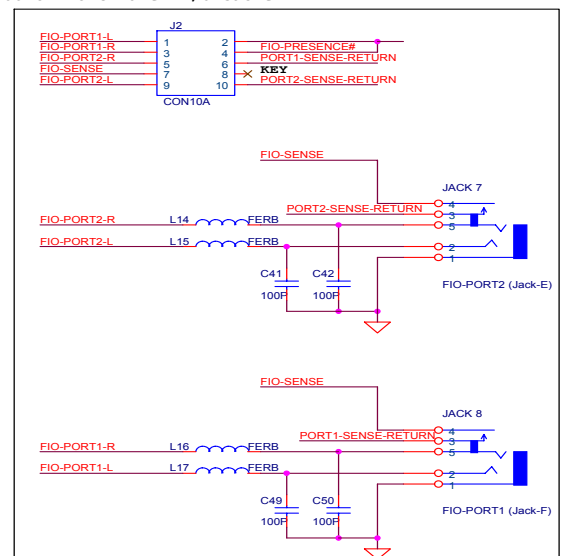 J2
FIO-PORT1-L 1 2
FIO-PORT1-R 3 4 FIO-PRESENCE#
FIO-PORT2-R 5 6 PORT1-SENSE-RETURN
FIO-SENSE 7 8 KEY
FIO-PORT2-L 9 10 PORT2-SENSE-RETURN
CON10A
FIO-SENSE
JACK 7
4
PORT2-SENSE-RETURN 3
FIO-PORT2-R L14 FERB 5
FIO-PORT2-L L15 FERB 2
1
C41 C42
100P 100P
FIO-PORT2 (Jack-E)
FIO-SENSE
JACK 8
4
PORT1-SENSE-RETURN 3
FIO-PORT1-R L16 FERB 5
FIO-PORT1-L L17 FERB 2
1
C49 C50
100P 100P
FIO-PORT1 (Jack-F)